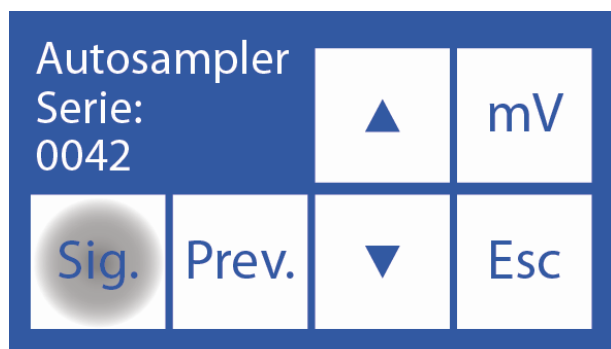 Autosampler
Serie:
0042
▲
mV
Sig.
Prev.
▼
Esc